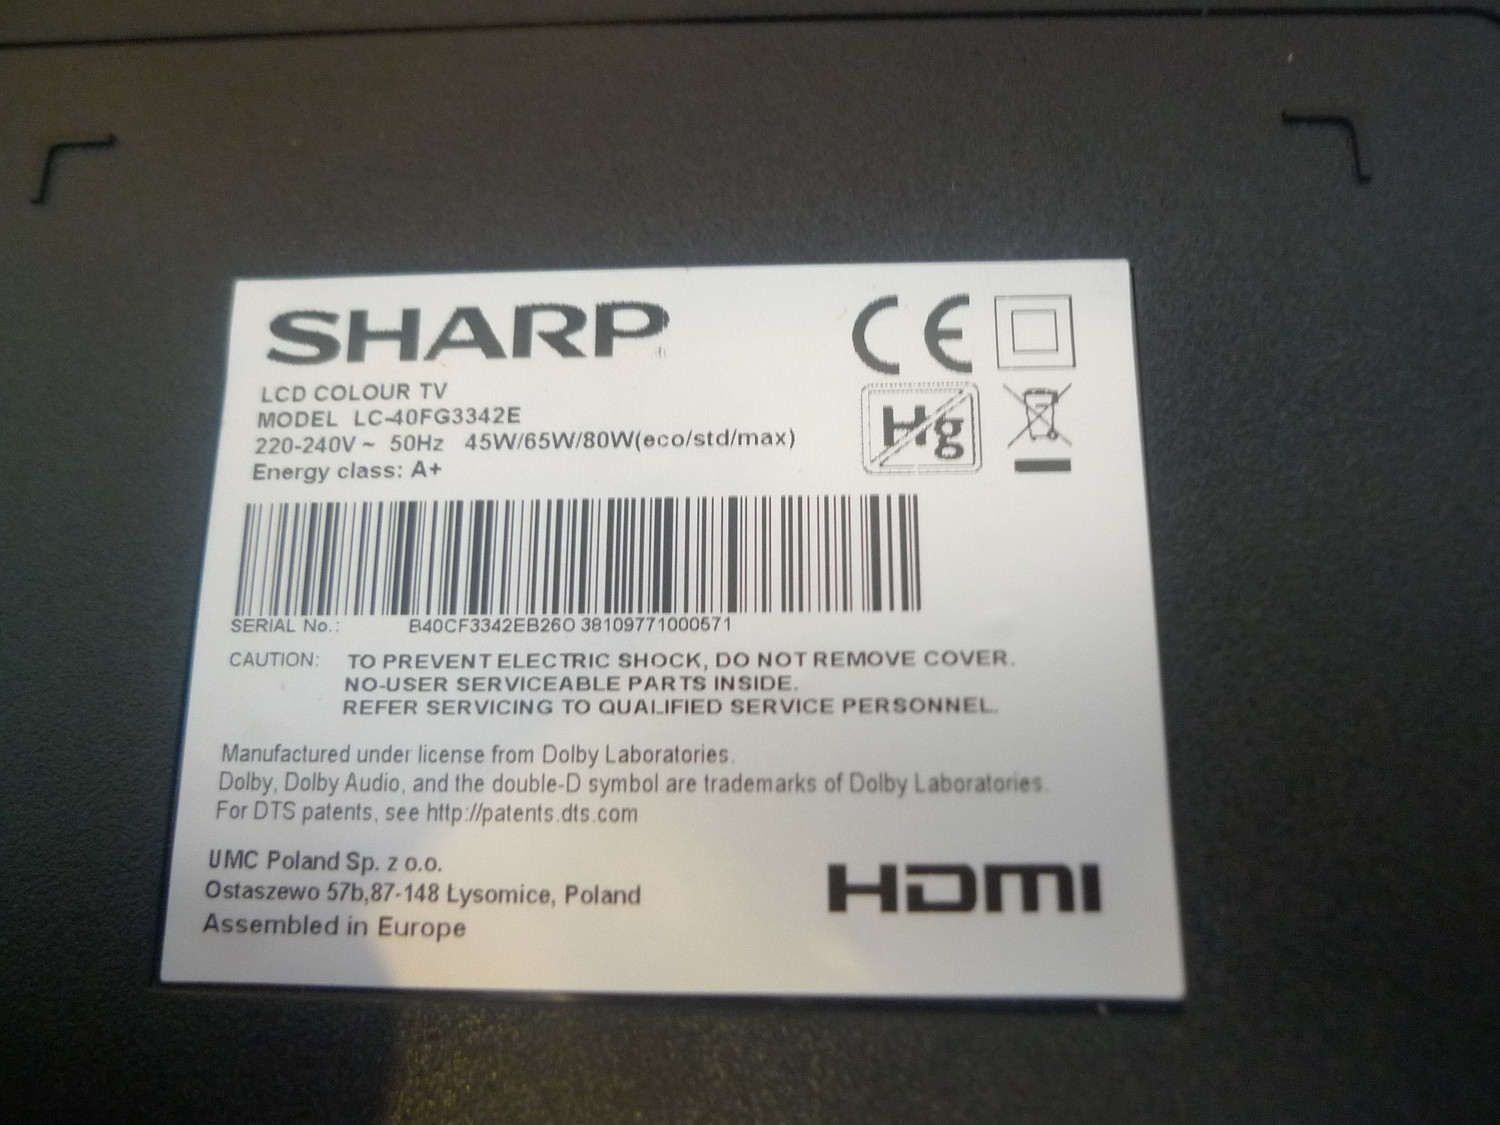 SHARP
LCD COLOUR TV
MODEL LC-40FG3342E
220-240V ~ 50Hz 45W/65W/80W(eco/std/max)
Energy class: A+
CE
Hg
SERIAL No.: B40CF3342EB26O 38109771000571
CAUTION: TO PREVENT ELECTRIC SHOCK, DO NOT REMOVE COVER.
NO-USER SERVICEABLE PARTS INSIDE.
REFER SERVICING TO QUALIFIED SERVICE PERSONNEL.
Manufactured under license from Dolby Laboratories.
Dolby, Dolby Audio, and the double-D symbol are trademarks of Dolby Laboratories.
For DTS patents, see http://patents.dts.com
UMC Poland Sp. z o.o.
Ostaszewo 57b,87-148 Łysomice, Poland
Assembled in Europe
HDMI